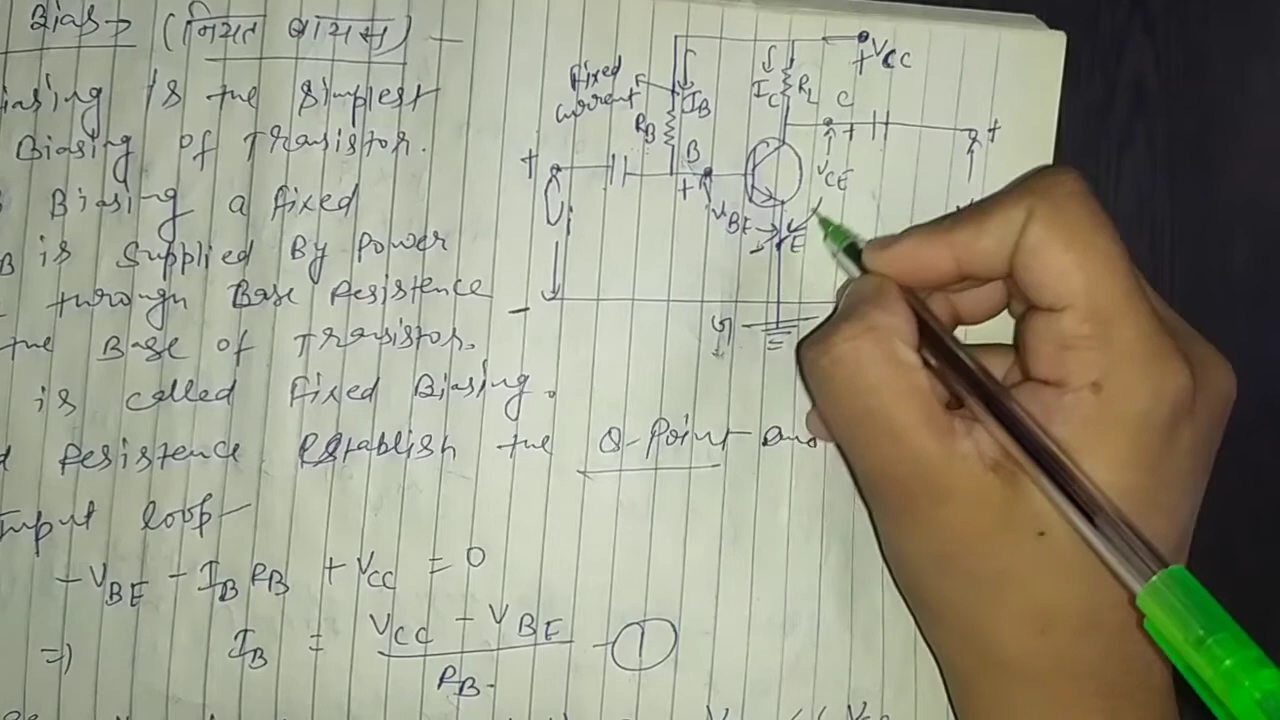 Bias → (नियत बायास) -
iasing is the simplest
Biasing of Transistor.
Biasing a fixed
B is supplied By Power
through Base Resistence
the Base of Transistor.
is called Fixed Biasing.
Resistence Establish the Q-Point and
Input loop-
-VBE - IB RB + VCC = 0
=> IB = VCC - VBE / RB. - 1
+VCC
Fixed current
IB
IC
RL
RB
C
+
+
+
B
+
VCE
VBE
E
i
-